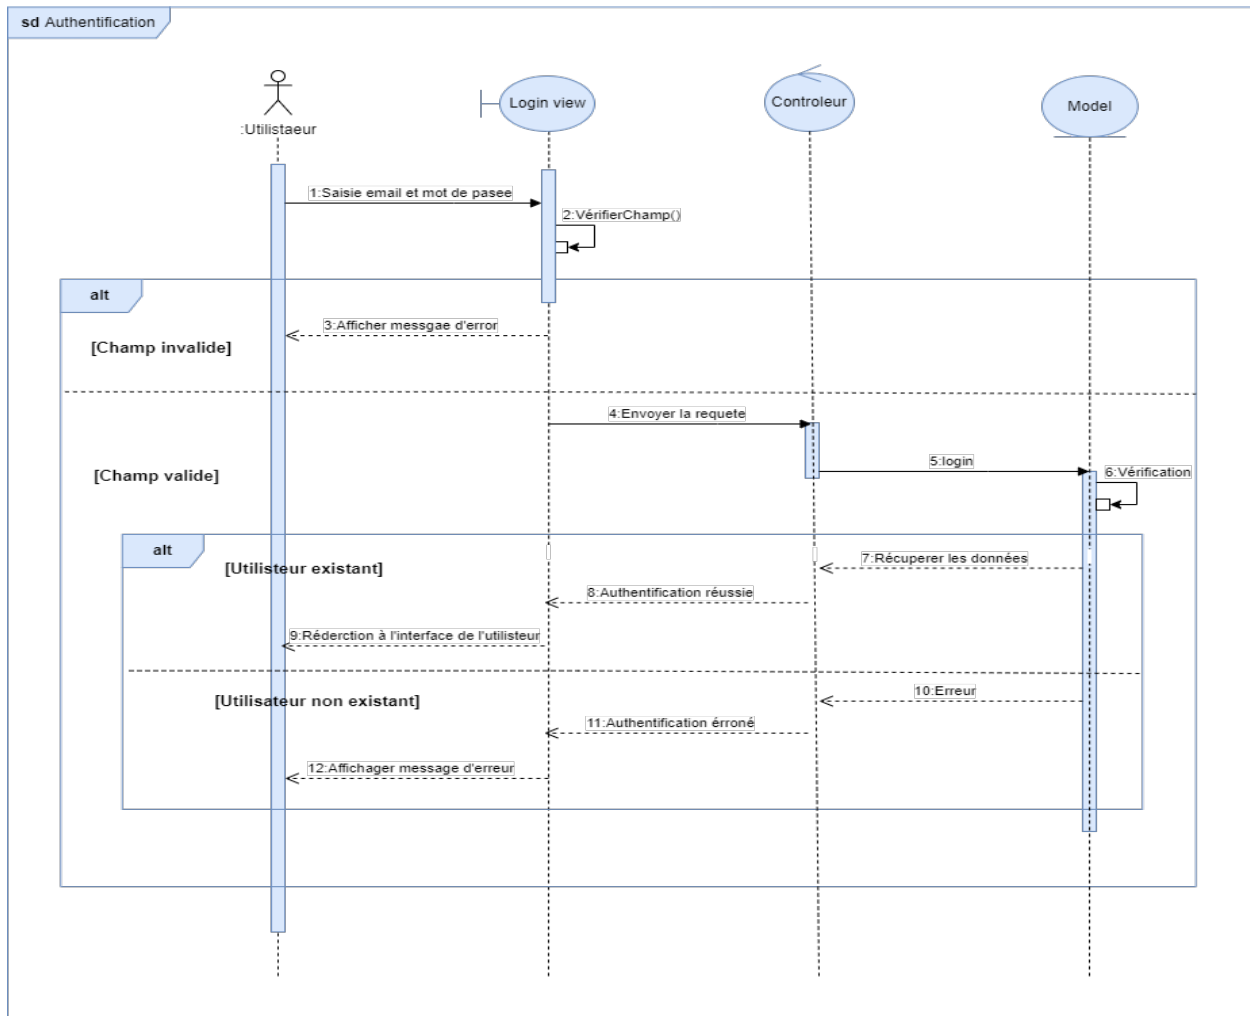 sd Authentification
:Utilistaeur
Login view
Controleur
Model
1:Saisie email et mot de pasee
2:VérifierChamp()
alt
3:Afficher messgae d'error
[Champ invalide]
4:Envoyer la requete
5:login
[Champ valide]
6:Vérification
alt
[Utilisteur existant]
7:Récuperer les données
8:Authentification réussie
9:Réderction à l'interface de l'utilisteur
[Utilisateur non existant]
10:Erreur
11:Authentification érroné
12:Affichager message d'erreur